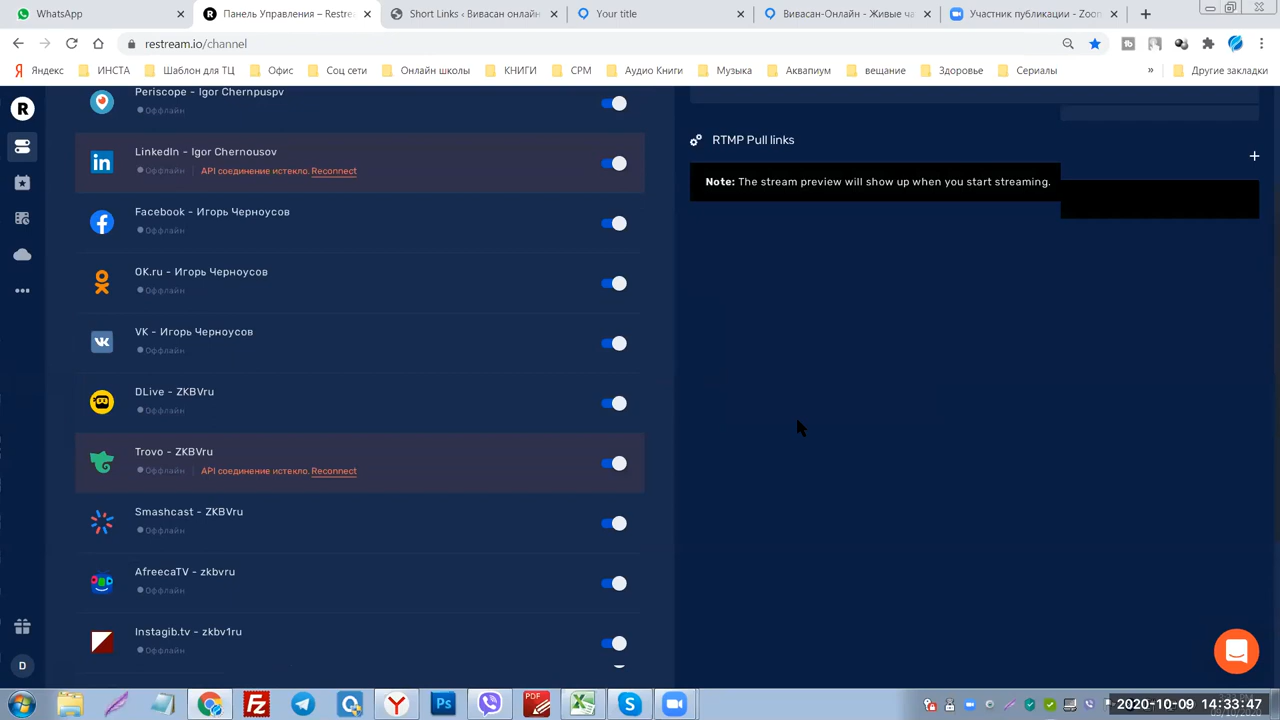 WhatsApp
Панель Управления – Restre
Short Links ‹ Вивасан онлайн
Your title
Вивасан-Онлайн - Живые ча
Участник публикации - Zoom
restream.io/channel
Яндекс
ИНСТА
Шаблон для ТЦ
Офис
Соц сети
Онлайн школы
КНИГИ
СРМ
Аудио Книги
Музыка
Аквапиум
вещание
Здоровье
Сериалы
»
Другие закладки
Periscope - Igor Chernpuspv
Оффлайн
LinkedIn - Igor Chernousov
Оффлайн | API соединение истекло. Reconnect
Facebook - Игорь Черноусов
Оффлайн
OK.ru - Игорь Черноусов
Оффлайн
VK - Игорь Черноусов
Оффлайн
DLive - ZKBVru
Оффлайн
Trovo - ZKBVru
Оффлайн | API соединение истекло. Reconnect
Smashcast - ZKBVru
Оффлайн
AfreecaTV - zkbvru
Оффлайн
Instagib.tv - zkbv1ru
Оффлайн
RTMP Pull links
Note: The stream preview will show up when you start streaming.
D
2020-10-09 14:33:47